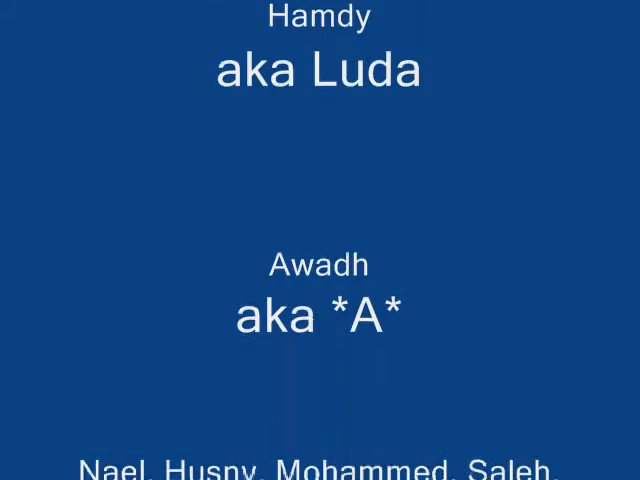 Hamdy
aka Luda
Awadh
aka *A*
Nael, Husny, Mohammed, Saleh,